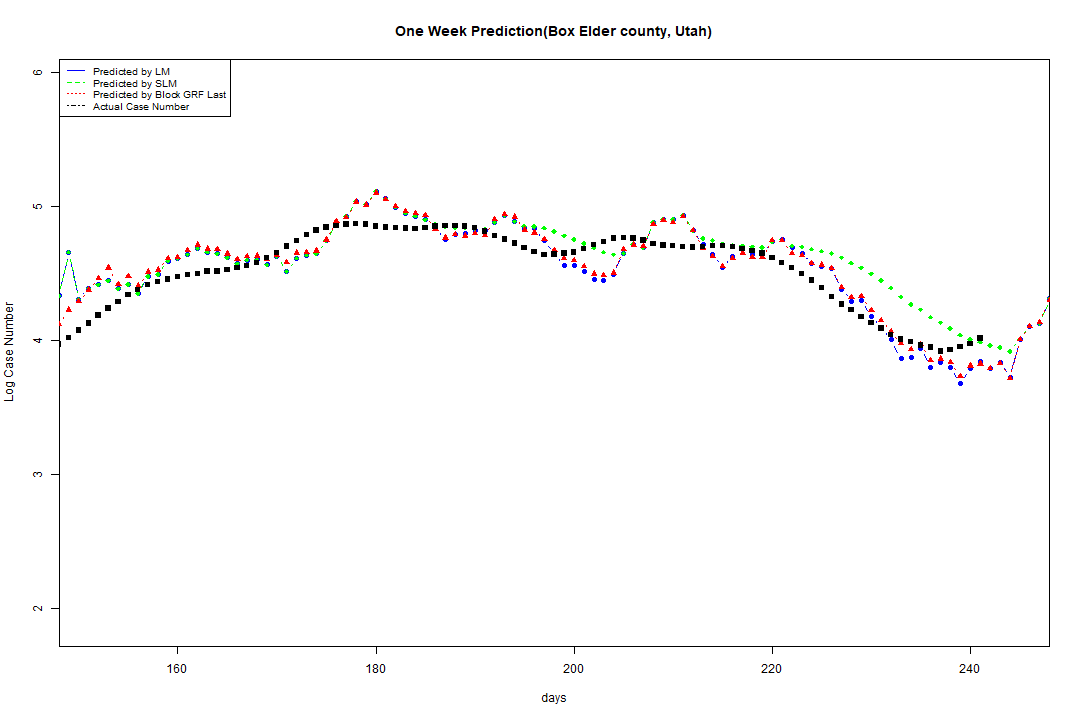 One Week Prediction(Box Elder county, Utah)
Predicted by LM
Predicted by SLM
Predicted by Block GRF Last
Actual Case Number
6
5
4
3
2
Log Case Number
160 180 200 220 240
days